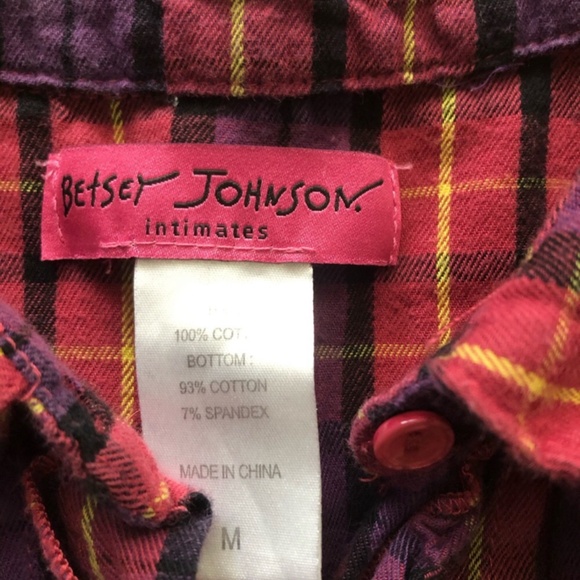 BEtSEY JOHNSON.
intimates
100% COT
BOTTOM :
93% COTTON
7% SPANDEX
MADE IN CHINA
M